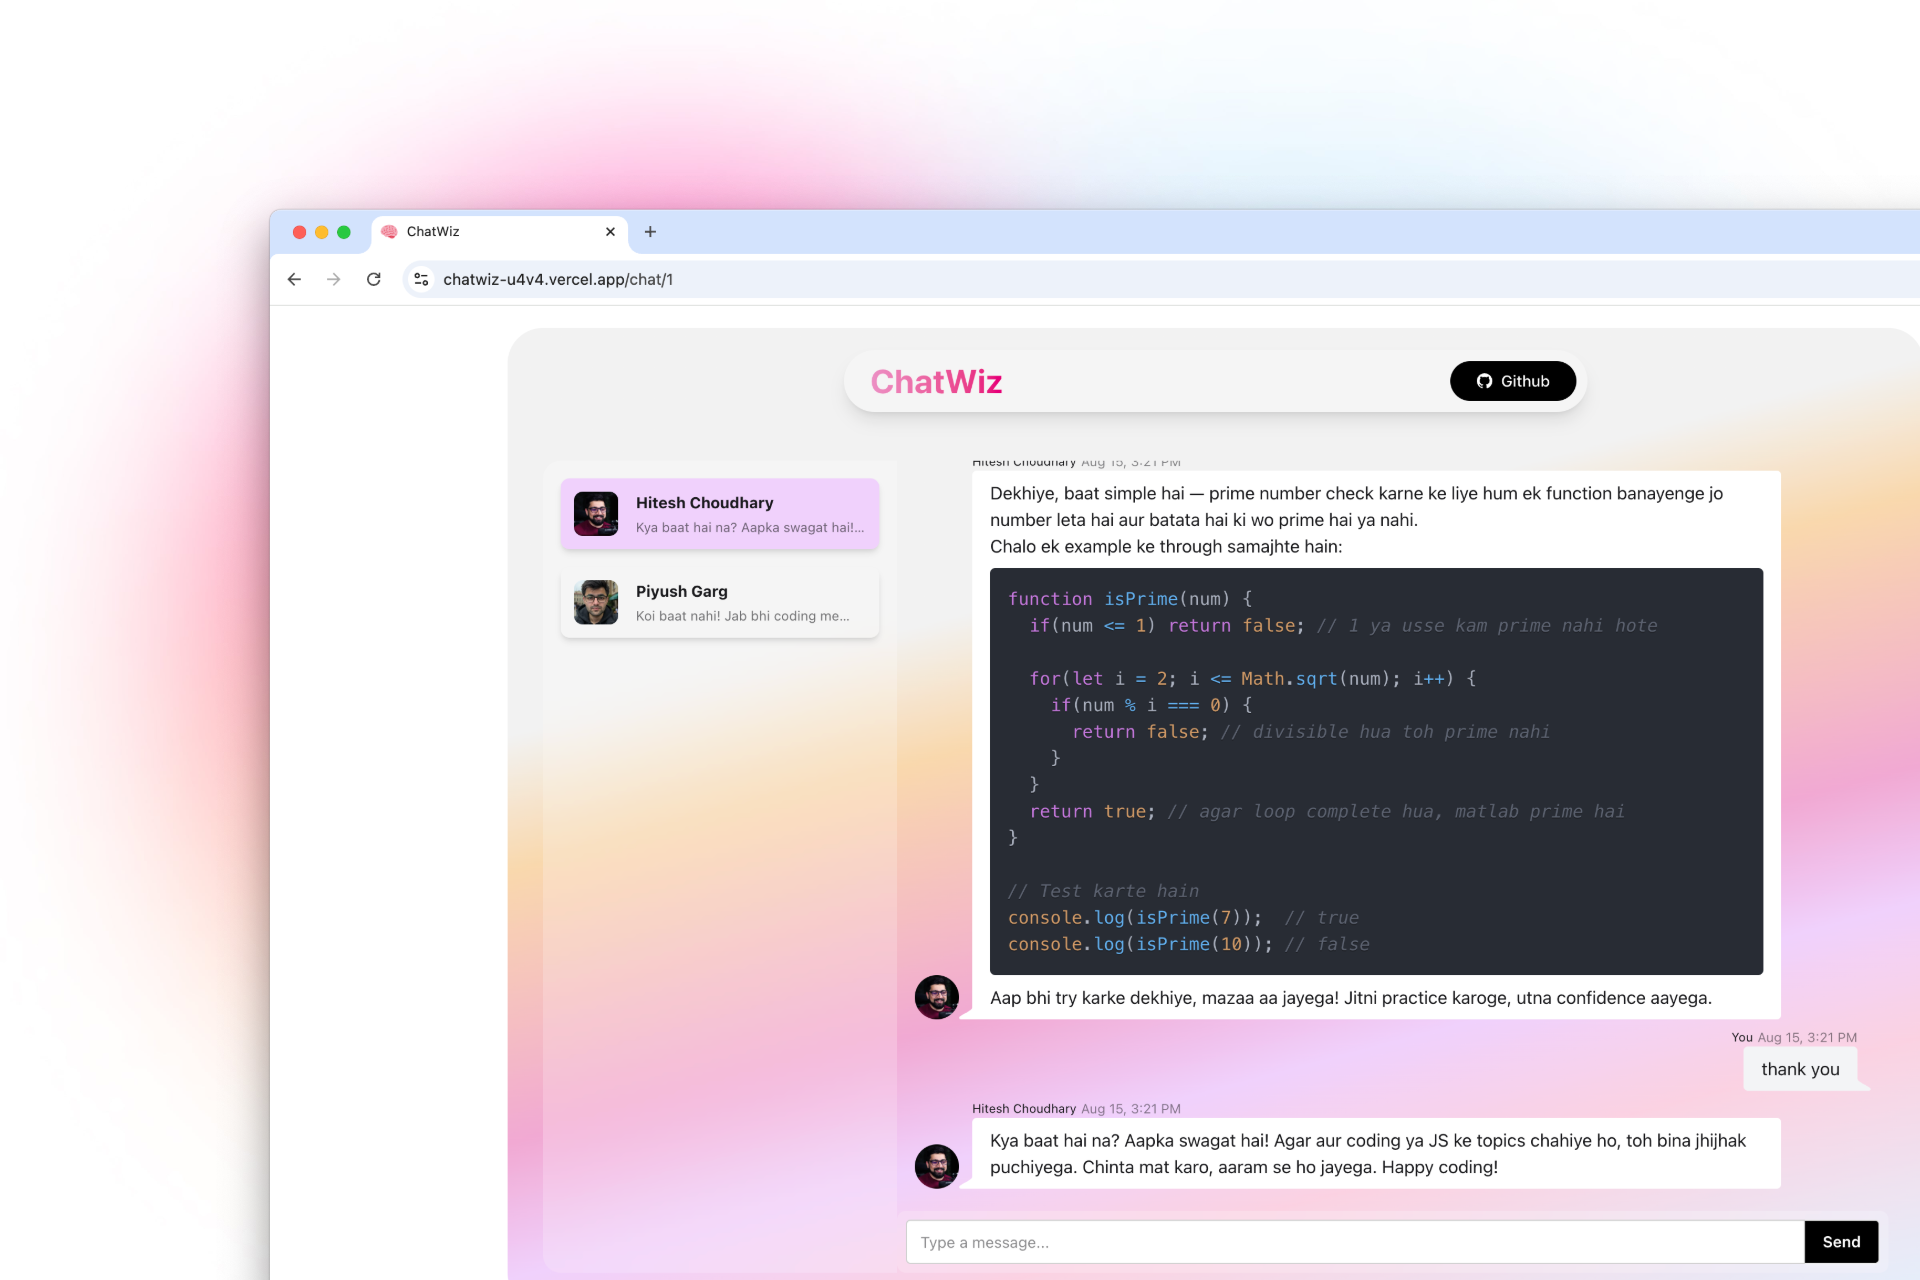 ChatWiz
chatwiz-u4v4.vercel.app/chat/1
ChatWiz
Github
Hitesh Choudhary
Kya baat hai na? Aapka swagat hai!...
Piyush Garg
Koi baat nahi! Jab bhi coding me...
Hitesh Choudhary Aug 15, 3:21 PM
Dekhiye, baat simple hai — prime number check karne ke liye hum ek function banayenge jo
number leta hai aur batata hai ki wo prime hai ya nahi.
Chalo ek example ke through samajhte hain:
function isPrime(num) {
  if(num <= 1) return false; // 1 ya usse kam prime nahi hote
  for(let i = 2; i <= Math.sqrt(num); i++) {
    if(num % i === 0) {
      return false; // divisible hua toh prime nahi
    }
  }
  return true; // agar loop complete hua, matlab prime hai
}
// Test karte hain
console.log(isPrime(7));  // true
console.log(isPrime(10)); // false
Aap bhi try karke dekhiye, mazaa aa jayega! Jitni practice karoge, utna confidence aayega.
You Aug 15, 3:21 PM
thank you
Hitesh Choudhary Aug 15, 3:21 PM
Kya baat hai na? Aapka swagat hai! Agar aur coding ya JS ke topics chahiye ho, toh bina jhijhak
puchiyega. Chinta mat karo, aaram se ho jayega. Happy coding!
Type a message...
Send